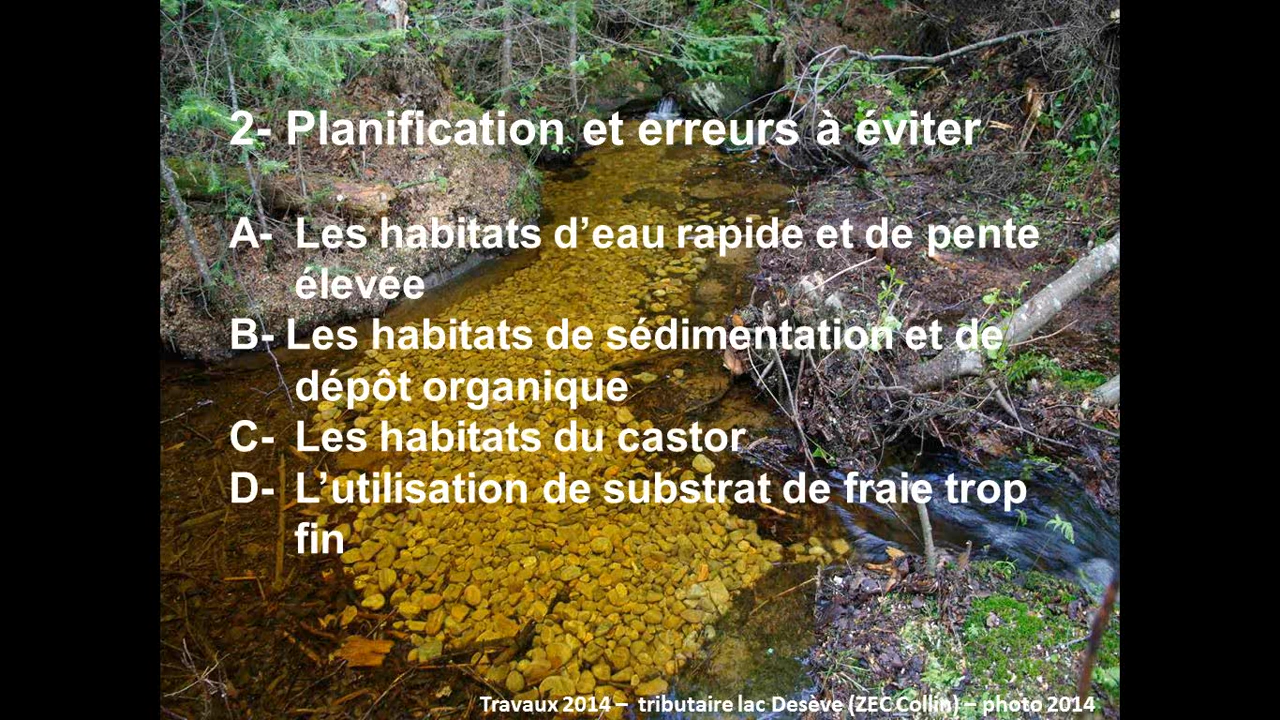 2- Planification et erreurs à éviter
A- Les habitats d’eau rapide et de pente
élevée
B- Les habitats de sédimentation et de
dépôt organique
C- Les habitats du castor
D- L’utilisation de substrat de fraie trop
fin
Travaux 2014 – tributaire lac Desève (ZEC Collin) – photo 2014